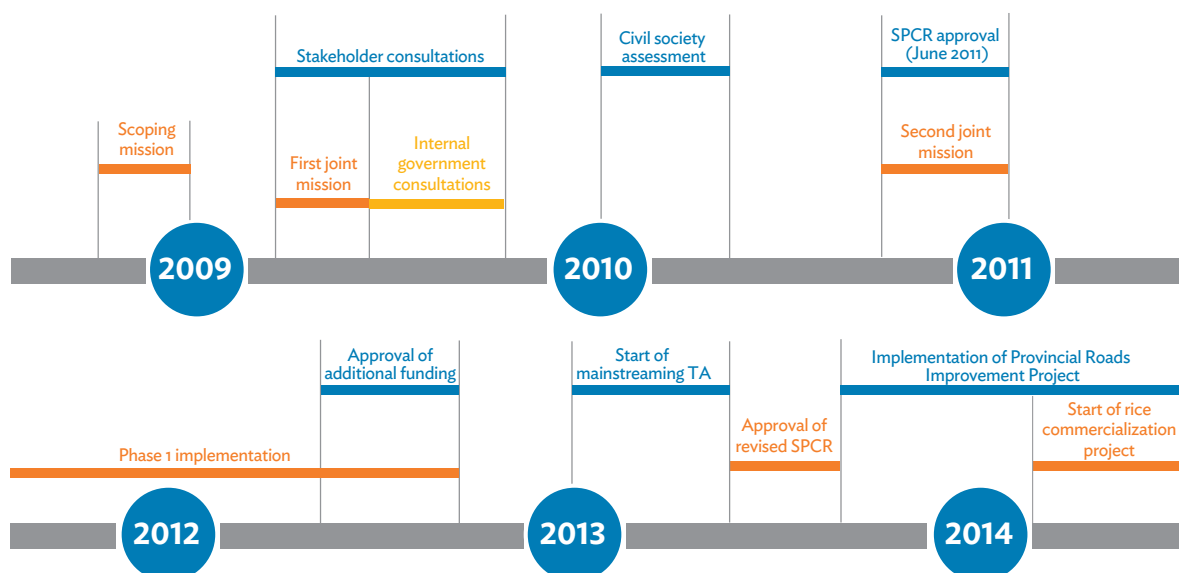 Stakeholder consultations
Civil society
assessment
SPCR approval
(June 2011)
Scoping
mission
First joint
mission
Internal
government
consultations
Second joint
mission
2009
2010
2011
Approval of
additional funding
Start of
mainstreaming TA
Implementation of Provincial Roads
Improvement Project
Phase 1 implementation
Approval of
revised SPCR
Start of rice
commercialization
project
2012
2013
2014